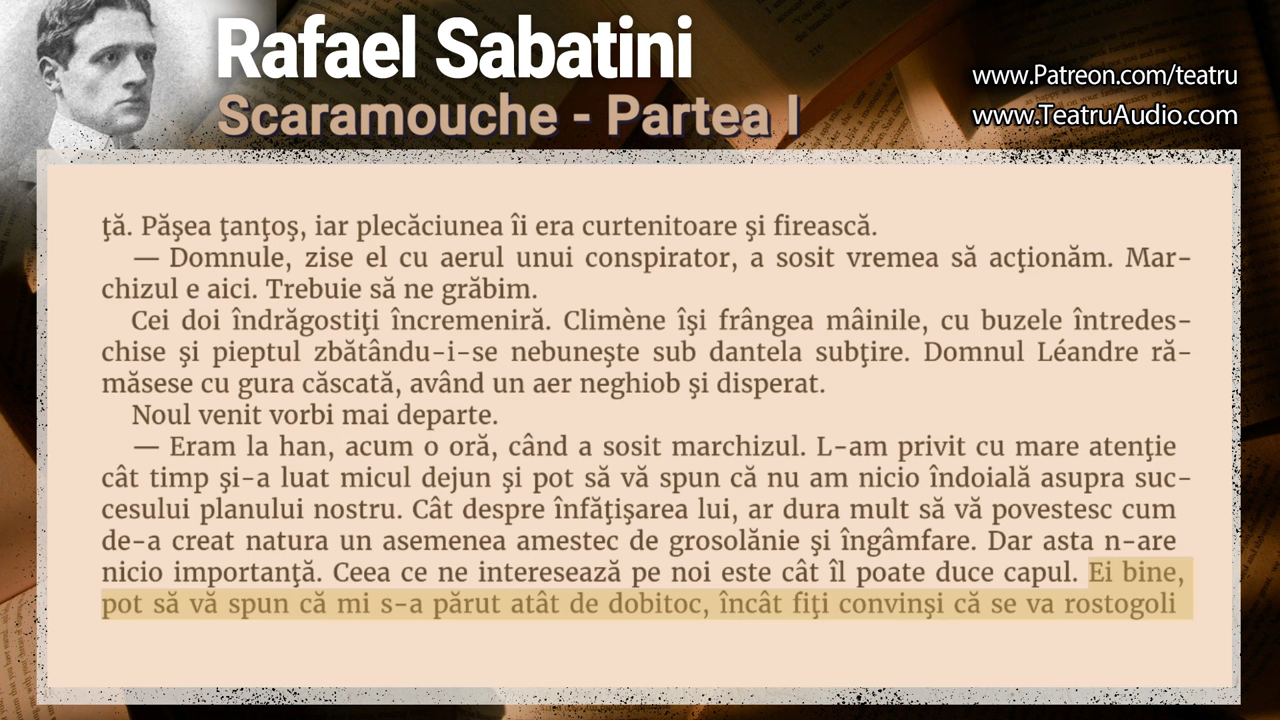 Rafael Sabatini
Scaramouche - Partea I
www.Patreon.com/teatru
www.TeatruAudio.com
ţă. Păşea ţanţoş, iar plecăciunea îi era curtenitoare şi firească.
— Domnule, zise el cu aerul unui conspirator, a sosit vremea să acţionăm. Mar-
chizul e aici. Trebuie să ne grăbim.
Cei doi îndrăgostiţi încremeniră. Climène îşi frângea mâinile, cu buzele întredes-
chise şi pieptul zbătându-i-se nebuneşte sub dantela subţire. Domnul Léandre ră-
măsese cu gura căscată, având un aer neghiob şi disperat.
Noul venit vorbi mai departe.
— Eram la han, acum o oră, când a sosit marchizul. L-am privit cu mare atenţie
cât timp şi-a luat micul dejun şi pot să vă spun că nu am nicio îndoială asupra suc-
cesului planului nostru. Cât despre înfăţişarea lui, ar dura mult să vă povestesc cum
de-a creat natura un asemenea amestec de grosolănie şi îngâmfare. Dar asta n-are
nicio importanţă. Ceea ce ne interesează pe noi este cât îl poate duce capul. Ei bine,
pot să vă spun că mi s-a părut atât de dobitoc, încât fiţi convinşi că se va rostogoli